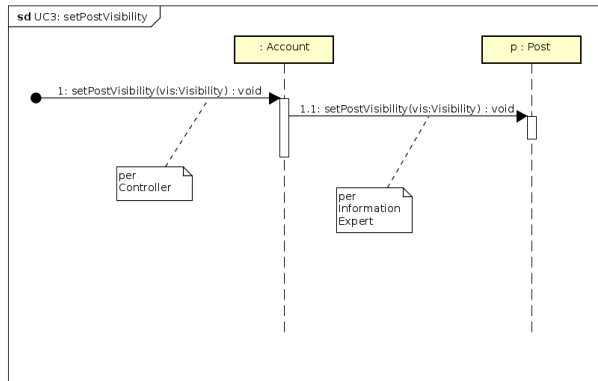 sd UC3: setPostVisibility
: Account
p : Post
1: setPostVisibility(vis:Visibility) : void
1.1: setPostVisibility(vis:Visibility) : void
per
Controller
per
Information
Expert